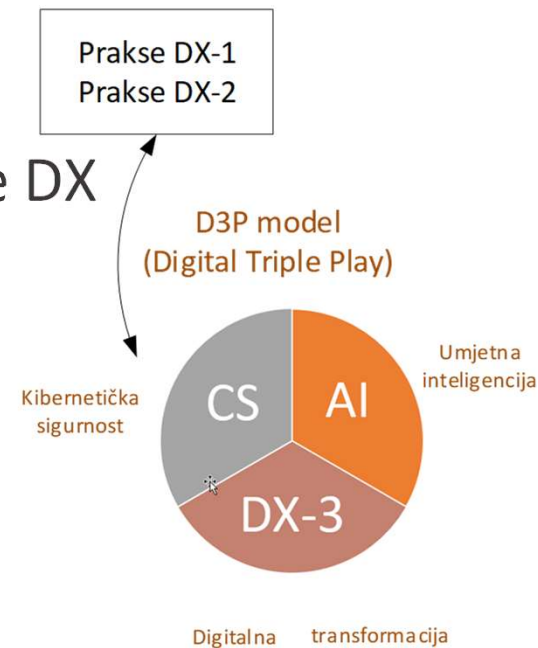 Prakse DX-1
Prakse DX-2
e DX
D3P model
(Digital Triple Play)
Umjetna
inteligencija
Kibernetička
sigurnost
CS
AI
DX-3
Digitalna transformacija